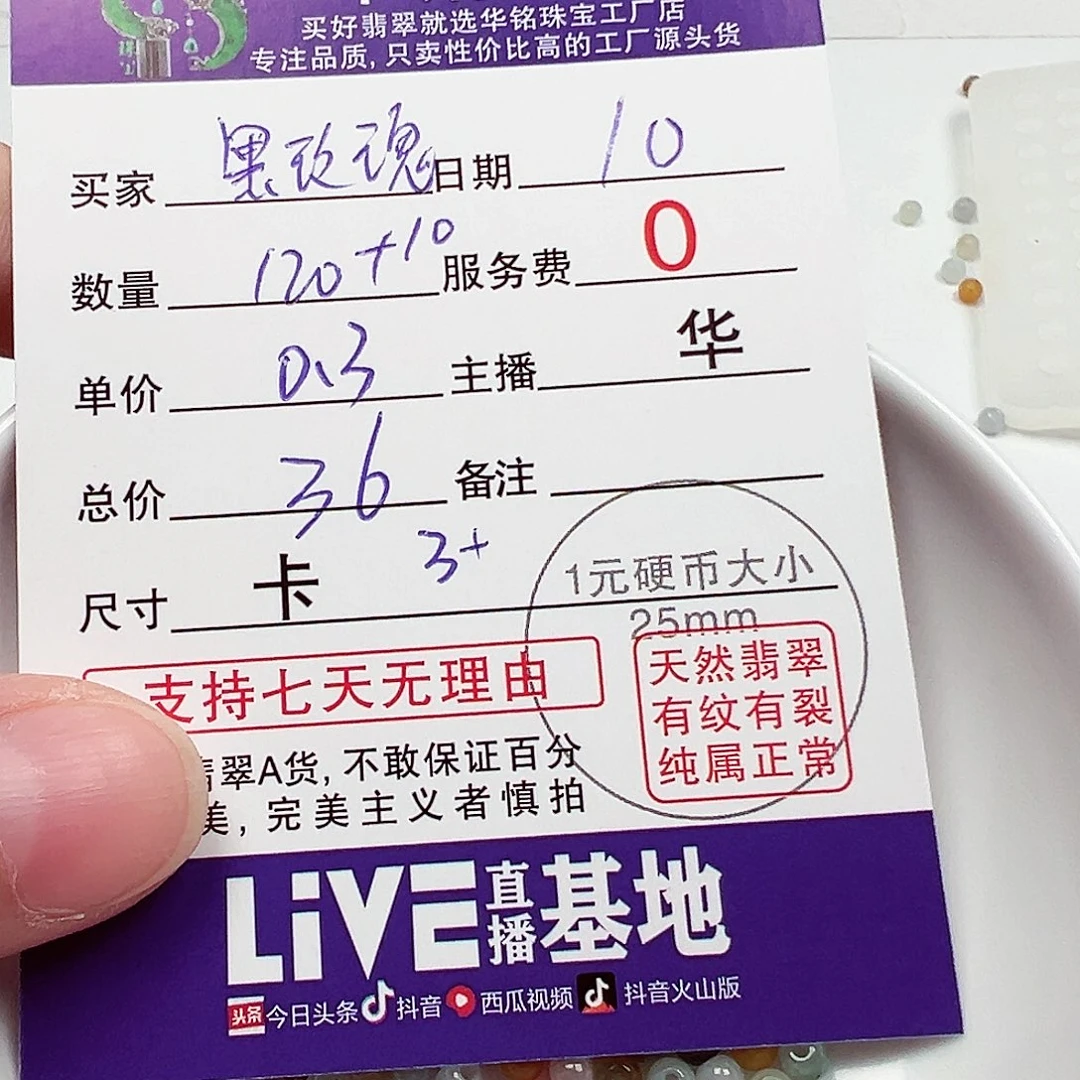 买好翡翠就选华铭珠宝工厂店
专注品质,只卖性价比高的工厂源头货
买家 黑玫瑰 日期 10
数量 120+10 服务费 0
单价 0.3 主播 华
总价 36 备注
尺寸 卡 3+ 1元硬币大小
25mm
支持七天无理由
天然翡翠
有纹有裂
纯属正常
翡翠A货,不敢保证百分
美,完美主义者慎拍
LiVE直播基地
头条 今日头条 抖音 西瓜视频 抖音火山版